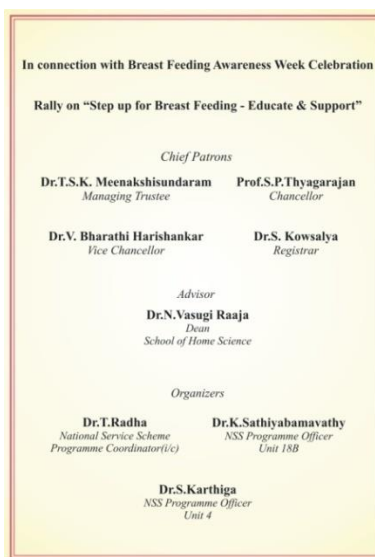 In connection with Breast Feeding Awareness Week Celebration
Rally on “Step up for Breast Feeding - Educate & Support”
Chief Patrons
Dr.T.S.K. Meenakshisundaram
Managing Trustee
Prof.S.P.Thyagarajan
Chancellor
Dr.V. Bharathi Harishankar
Vice Chancellor
Dr.S. Kowsalya
Registrar
Advisor
Dr.N.Vasugi Raaja
Dean
School of Home Science
Organizers
Dr.T.Radha
National Service Scheme
Programme Coordinator(i/c)
Dr.K.Sathiyabamavathy
NSS Programme Officer
Unit 18B
Dr.S.Karthiga
NSS Programme Officer
Unit 4